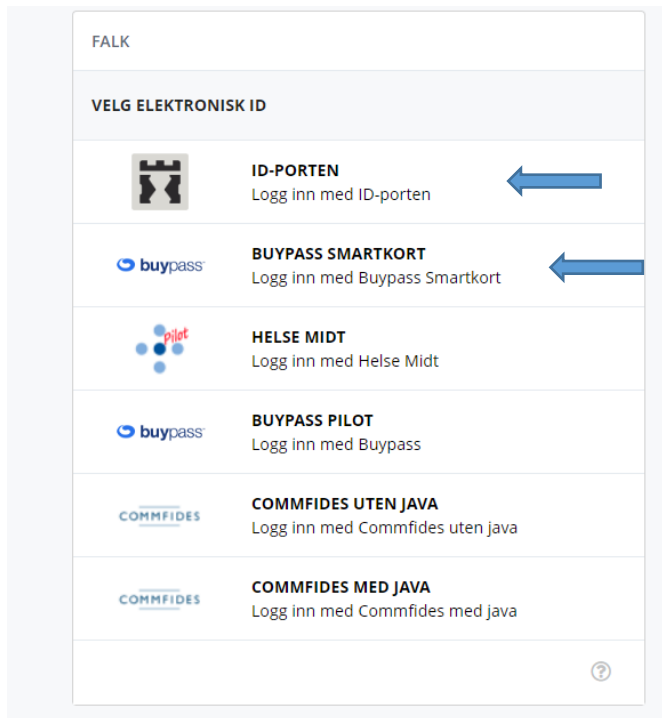 FALK
VELG ELEKTRONISK ID
ID-PORTEN
Logg inn med ID-porten
buypass
BUYPASS SMARTKORT
Logg inn med Buypass Smartkort
Pilot
HELSE MIDT
Logg inn med Helse Midt
buypass
BUYPASS PILOT
Logg inn med Buypass
COMMFIDES
COMMFIDES UTEN JAVA
Logg inn med Commfides uten java
COMMFIDES
COMMFIDES MED JAVA
Logg inn med Commfides med java
?